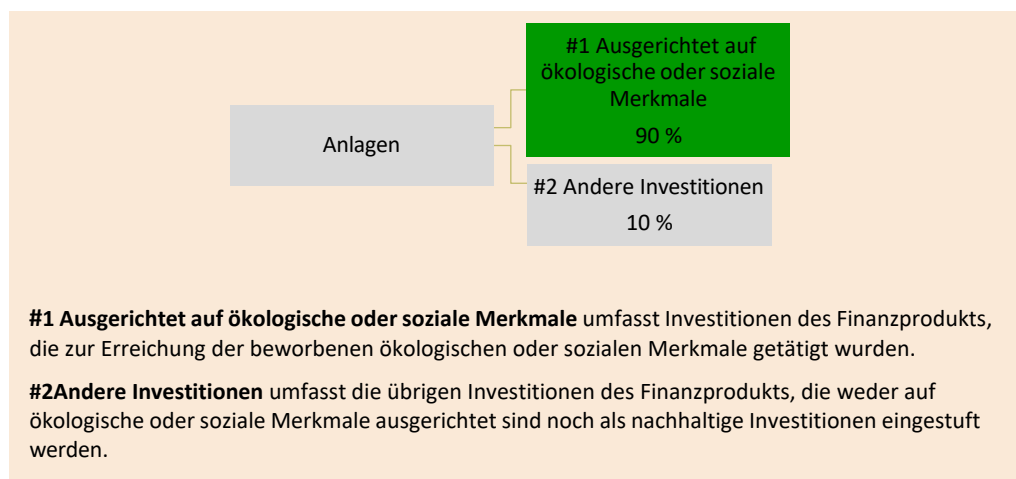 #1 Ausgerichtet auf
ökologische oder soziale
Merkmale
90 %
Anlagen
#2 Andere Investitionen
10 %
#1 Ausgerichtet auf ökologische oder soziale Merkmale umfasst Investitionen des Finanzprodukts,
die zur Erreichung der beworbenen ökologischen oder sozialen Merkmale getätigt wurden.
#2Andere Investitionen umfasst die übrigen Investitionen des Finanzprodukts, die weder auf
ökologische oder soziale Merkmale ausgerichtet sind noch als nachhaltige Investitionen eingestuft
werden.